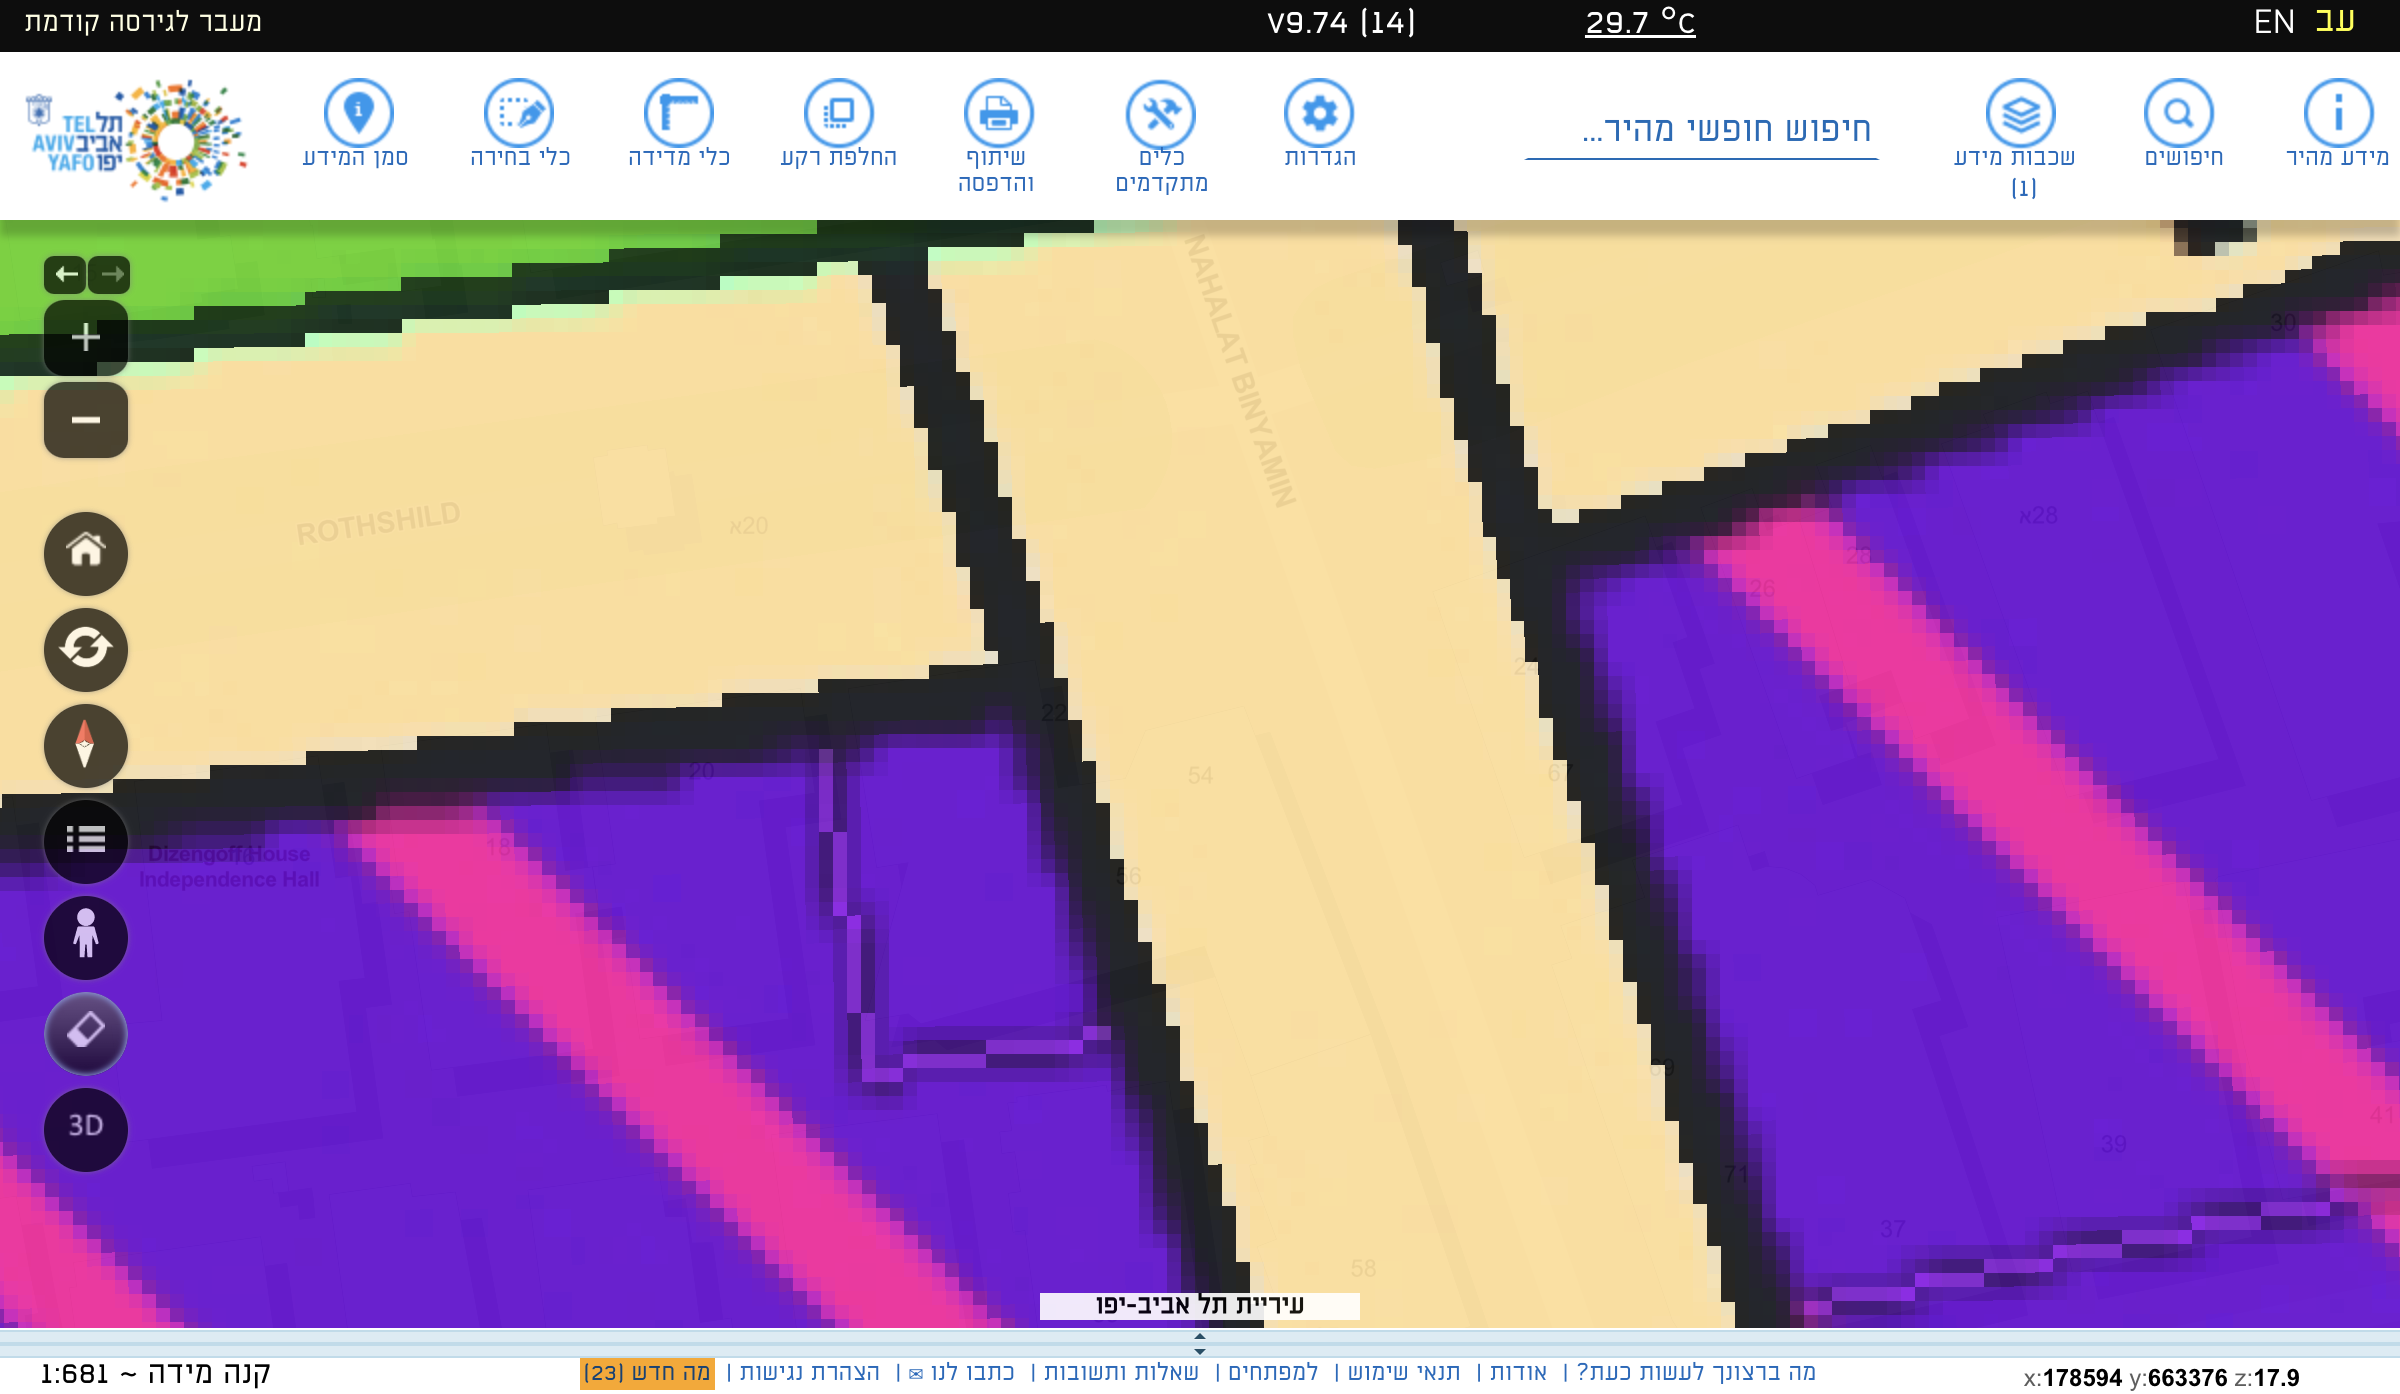 עב EN
29.7 °C
V9.74 (14)
מעבר לגירסה קודמת
מידע מהיר
חיפושים
שכבות מידע
(1)
חיפוש חופשי מהיר...
הגדרות
כלים
מתקדמים
שיתוף
והדפסה
החלפת רקע
כלי מדידה
כלי בחירה
סמן המידע
תל אביב יפו
TEL AVIV YAFO
NAHALAT BINYAMIN
30
28א
28
26
ROTHSHILD
20א
24
22
20
54
67
18
Dizengoff House
Independence Hall
56
69
41
39
71
37
58
3D
עיריית תל אביב-יפו
קנה מידה ~ 1:681
מה ברצונך לעשות כעת? | אודות | תנאי שימוש | למפתחים | שאלות ותשובות | כתבו לנו ✉ | הצהרת נגישות | מה חדש (23)
x:178594 y:663376 z:17.9